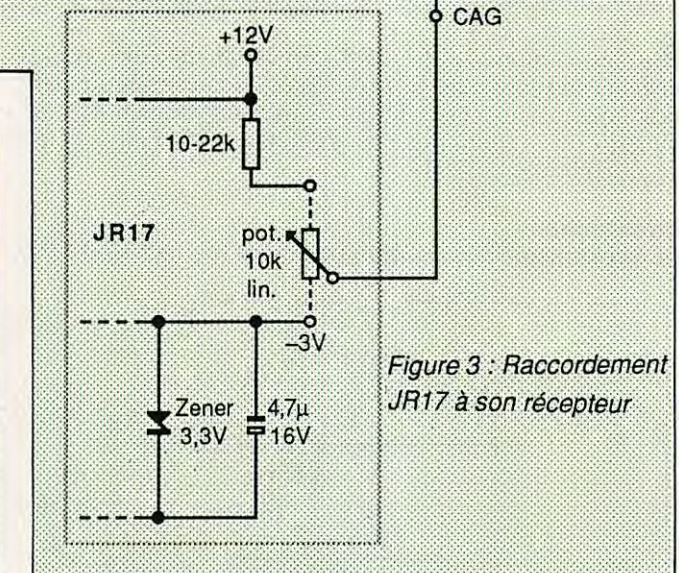 CAG
+12V
10-22k
JR17
pot.
10k
lin.
–3V
Zener
3,3V
4,7µ
16V
Figure 3 : Raccordement
JR17 à son récepteur